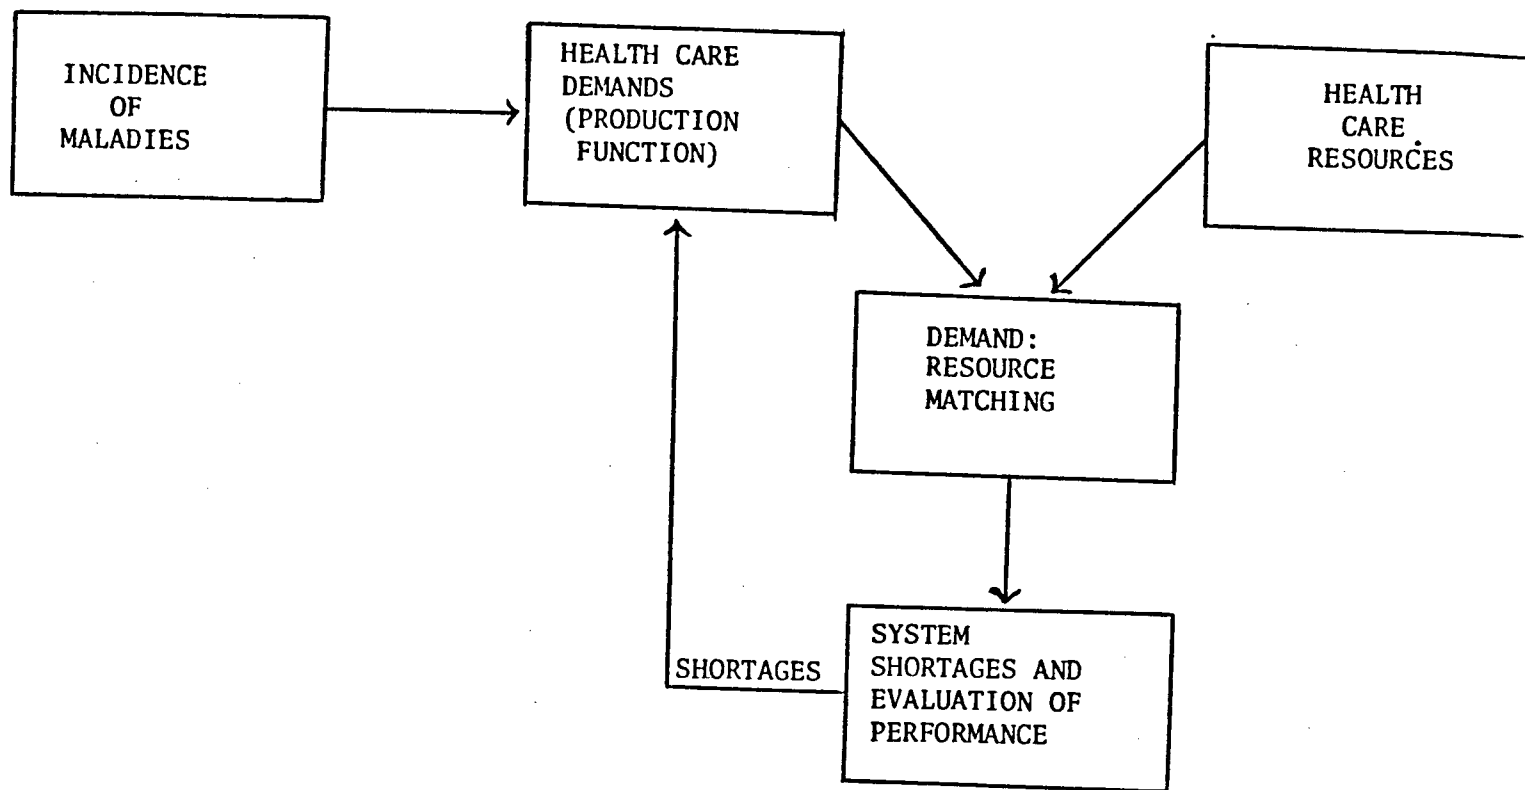 INCIDENCE
OF
MALADIES
HEALTH CARE
DEMANDS
(PRODUCTION
FUNCTION)
HEALTH
CARE
RESOURCES
DEMAND:
RESOURCE
MATCHING
SYSTEM
SHORTAGES AND
EVALUATION OF
PERFORMANCE
SHORTAGES